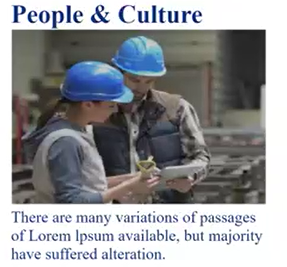 People & Culture
There are many variations of passages
of Lorem lpsum available, but majority
have suffered alteration.